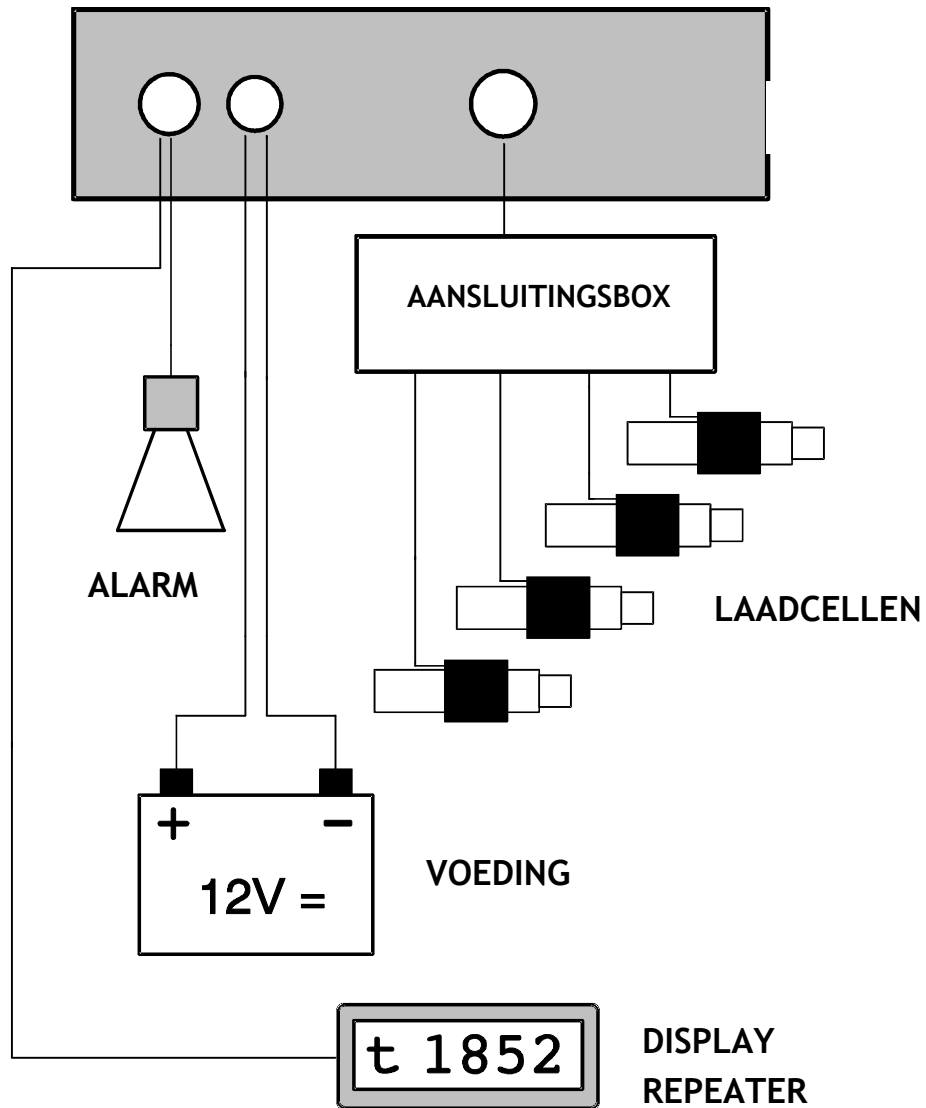 AANSLUITINGSBOX
ALARM
LAADCELLEN
+ −
12V =
VOEDING
t 1852
DISPLAY
REPEATER